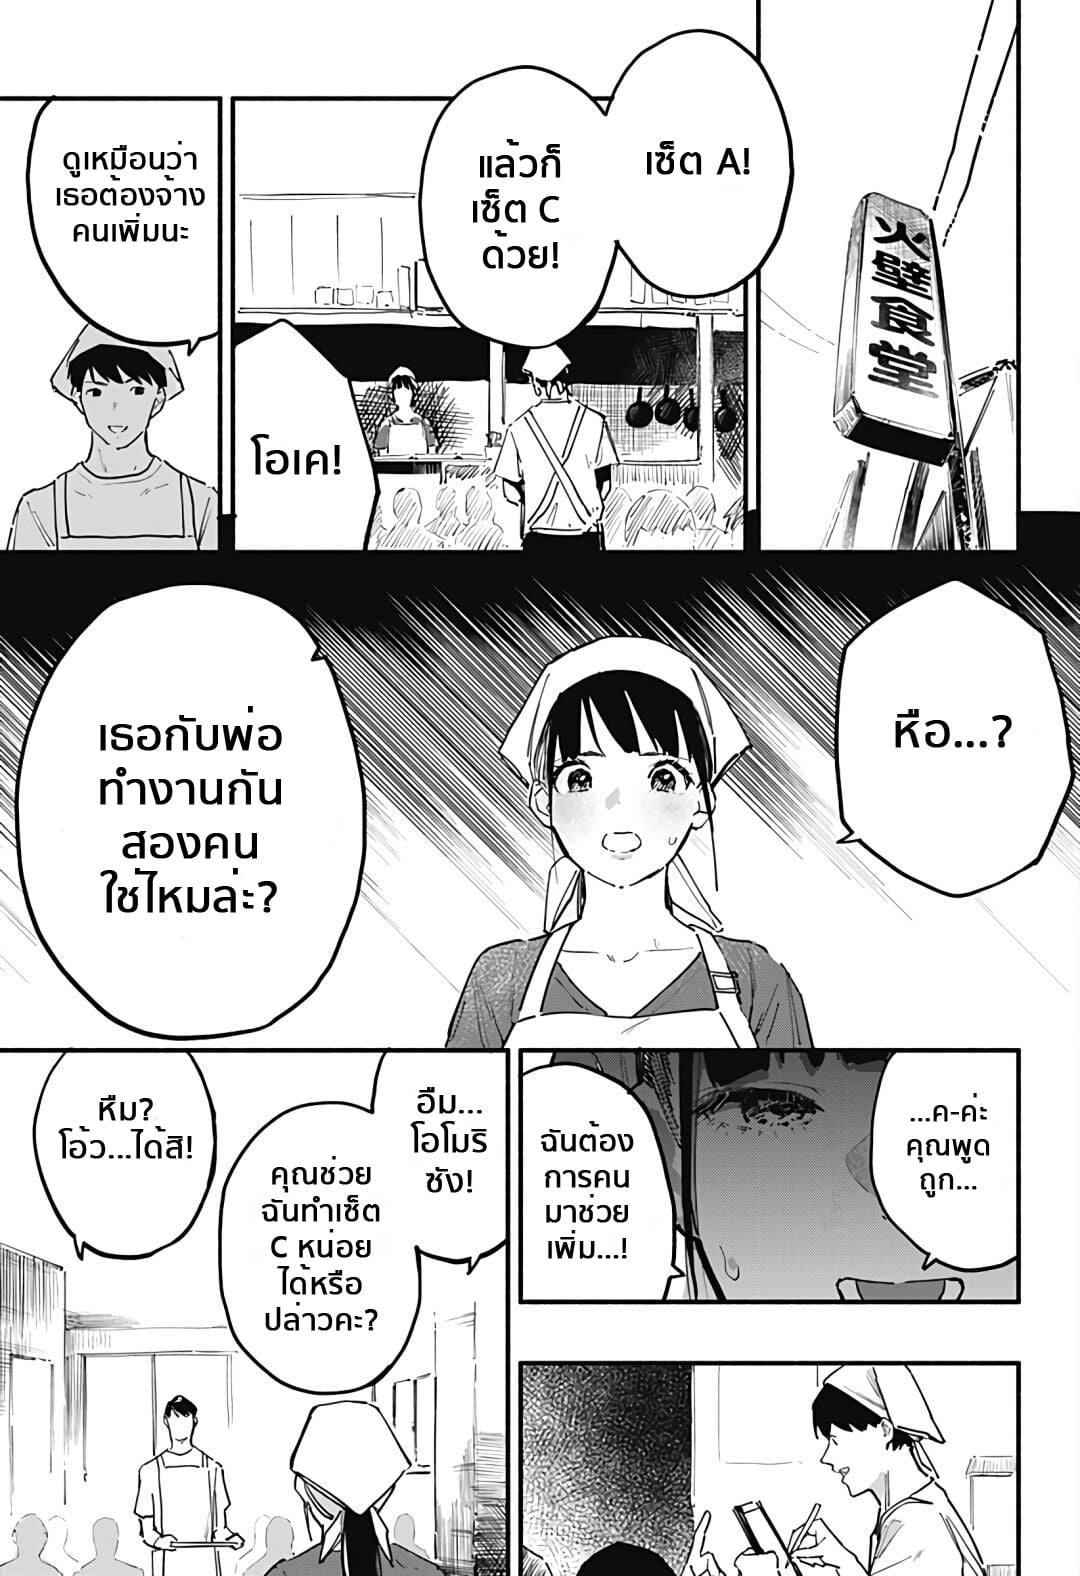 火壁食堂
เซ็ต A!
แล้วก็
เซ็ต C
ด้วย!
โอเค!
ดูเหมือนว่า
เธอต้องจ้าง
คนเพิ่มนะ
หือ...?
เธอกับพ่อ
ทำงานกัน
สองคน
ใช่ไหมล่ะ?
...ค-ค่ะ
คุณพูด
ถูก...
ฉันต้อง
การคน
มาช่วย
เพิ่ม...!
อืม...
โอโมริ
ซัง!
คุณช่วย
ฉันทำเซ็ต
C หน่อย
ได้หรือ
ปล่าวคะ?
หืม?
โอ้ว...ได้สิ!